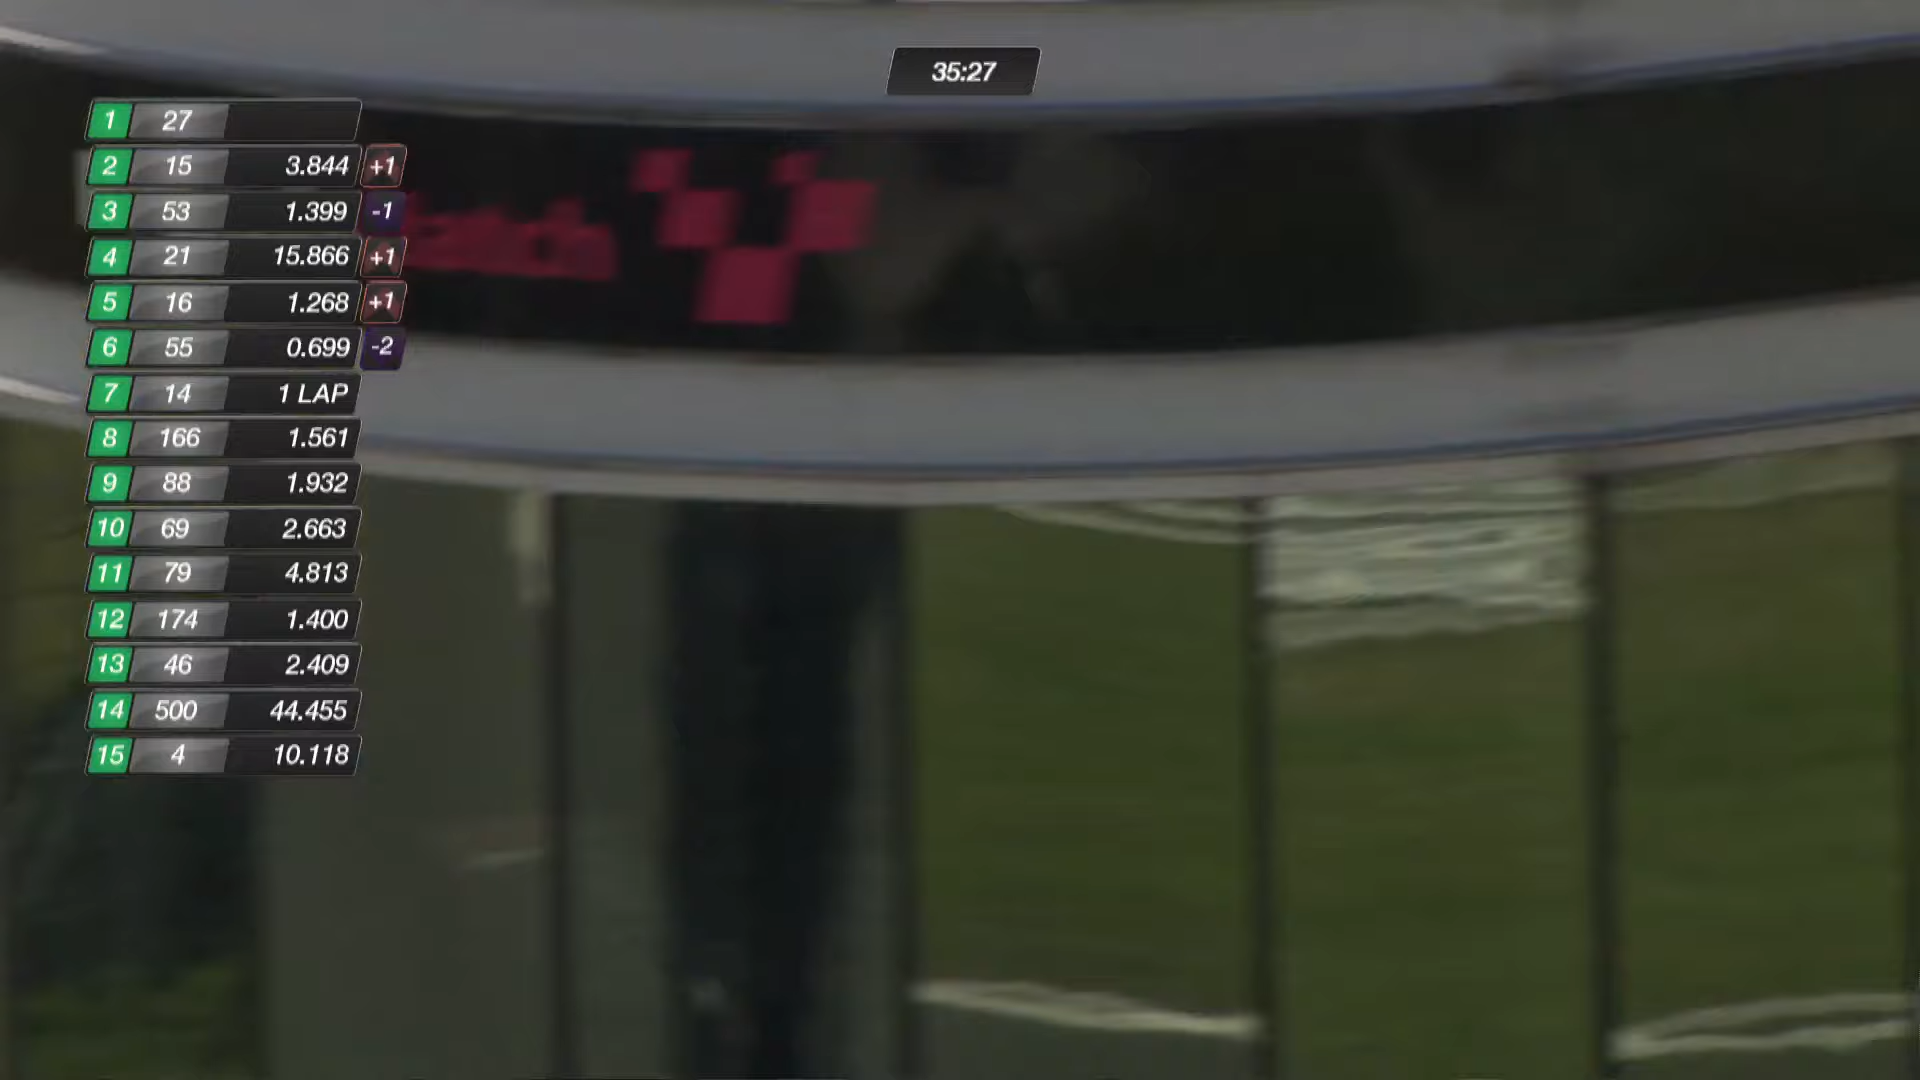 35:27
1 27
2 15 3.844 +1
3 53 1.399 -1
4 21 15.866 +1
5 16 1.268 +1
6 55 0.699 -2
7 14 1 LAP
8 166 1.561
9 88 1.932
10 69 2.663
11 79 4.813
12 174 1.400
13 46 2.409
14 500 44.455
15 4 10.118